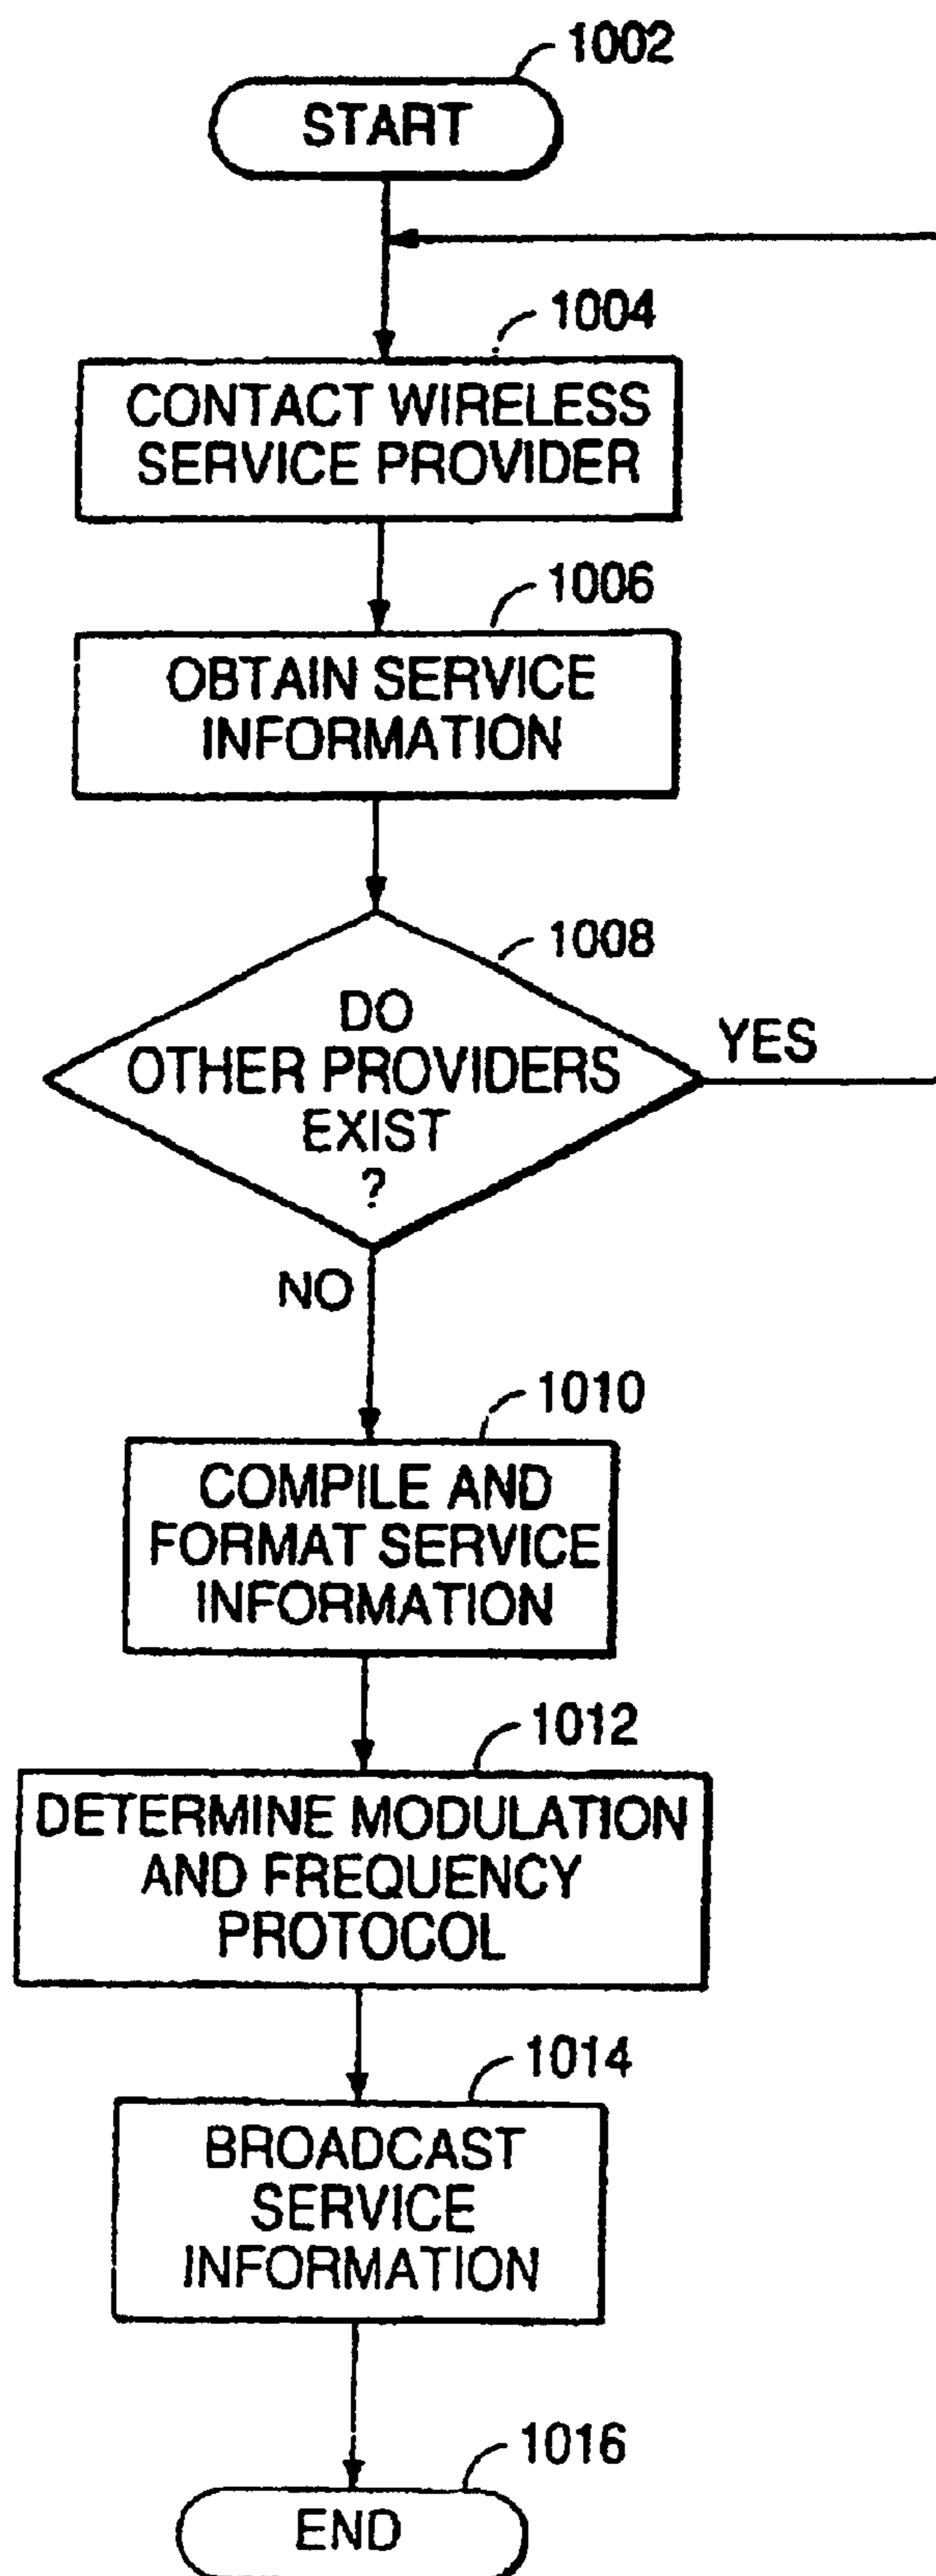 1002
START
1004
CONTACT WIRELESS
SERVICE PROVIDER
1006
OBTAIN SERVICE
INFORMATION
1008
DO
OTHER PROVIDERS
EXIST
?
YES
NO
1010
COMPILE AND
FORMAT SERVICE
INFORMATION
1012
DETERMINE MODULATION
AND FREQUENCY
PROTOCOL
1014
BROADCAST
SERVICE
INFORMATION
1016
END